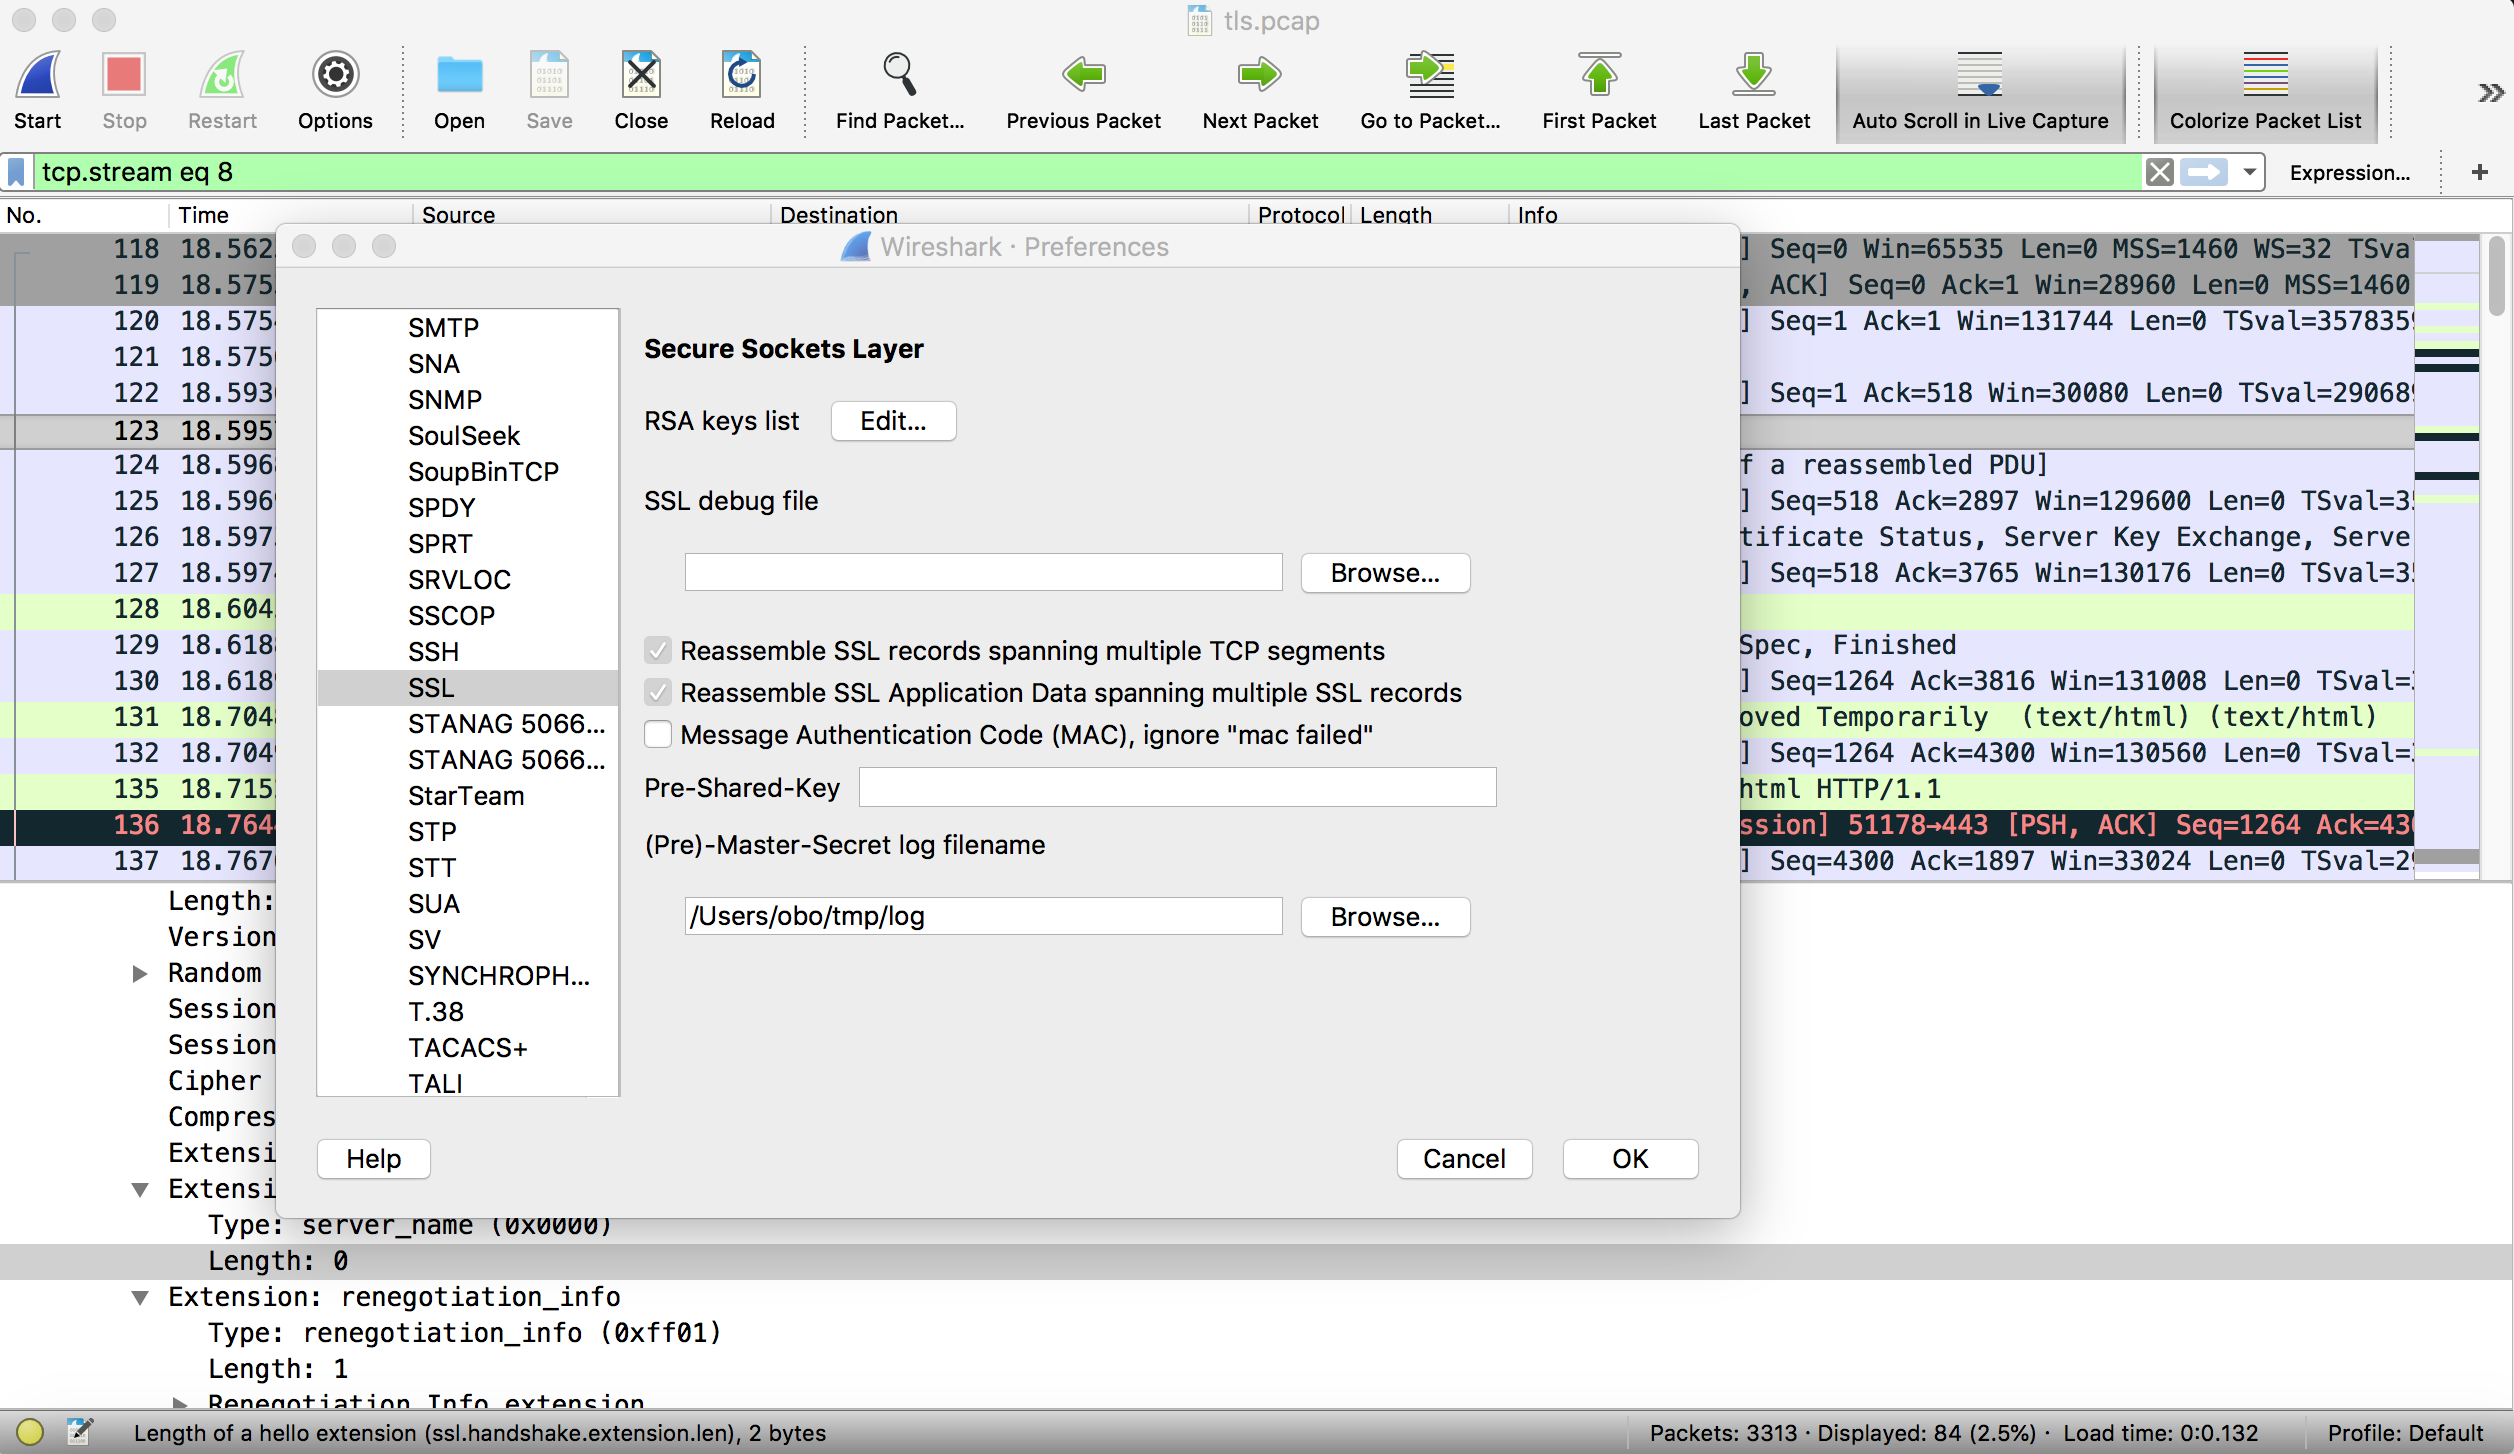 tls.pcap
Start Stop Restart Options Open Save Close Reload Find Packet... Previous Packet Next Packet Go to Packet... First Packet Last Packet Auto Scroll in Live Capture Colorize Packet List
tcp.stream eq 8 Expression... +
No. Time Source Destination Protocol Length Info
Wireshark · Preferences
118 18.562 ] Seq=0 Win=65535 Len=0 MSS=1460 WS=32 TSva
119 18.575 , ACK] Seq=0 Ack=1 Win=28960 Len=0 MSS=1460
120 18.5754 ] Seq=1 Ack=1 Win=131744 Len=0 TSval=3578359
121 18.575
122 18.593 ] Seq=1 Ack=518 Win=30080 Len=0 TSval=290689
123 18.595
124 18.596 f a reassembled PDU]
125 18.596 ] Seq=518 Ack=2897 Win=129600 Len=0 TSval=3
126 18.597 tificate Status, Server Key Exchange, Serve
127 18.5974 ] Seq=518 Ack=3765 Win=130176 Len=0 TSval=3
128 18.604
129 18.618 Spec, Finished
130 18.618 ] Seq=1264 Ack=3816 Win=131008 Len=0 TSval=
131 18.704 oved Temporarily (text/html) (text/html)
132 18.704 ] Seq=1264 Ack=4300 Win=130560 Len=0 TSval=
135 18.715 html HTTP/1.1
136 18.764 ssion] 51178→443 [PSH, ACK] Seq=1264 Ack=430
137 18.767 ] Seq=4300 Ack=1897 Win=33024 Len=0 TSval=2
SMTP
SNA
SNMP
SoulSeek
SoupBinTCP
SPDY
SPRT
SRVLOC
SSCOP
SSH
SSL
STANAG 5066...
STANAG 5066...
StarTeam
STP
STT
SUA
SV
SYNCHROPH...
T.38
TACACS+
TALI
Secure Sockets Layer
RSA keys list Edit...
SSL debug file
Browse...
Reassemble SSL records spanning multiple TCP segments
Reassemble SSL Application Data spanning multiple SSL records
Message Authentication Code (MAC), ignore "mac failed"
Pre-Shared-Key
(Pre)-Master-Secret log filename
/Users/obo/tmp/log Browse...
Help Cancel OK
Length:
Version
Random
Session
Session
Cipher
Compres
Extensi
Extensi
Type: server_name (0x0000)
Length: 0
Extension: renegotiation_info
Type: renegotiation_info (0xff01)
Length: 1
Renegotiation Info extension
Length of a hello extension (ssl.handshake.extension.len), 2 bytes Packets: 3313 · Displayed: 84 (2.5%) · Load time: 0:0.132 Profile: Default